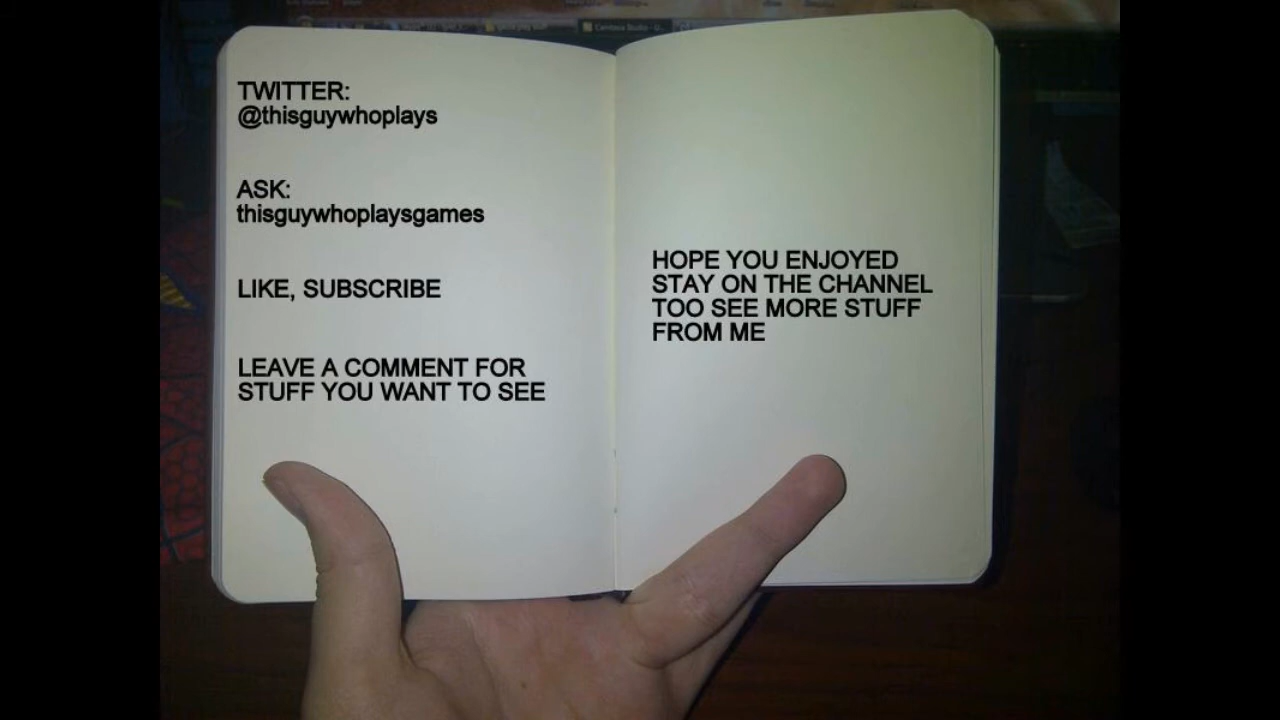 TWITTER:
@thisguywhoplays
ASK:
thisguywhoplaysgames
LIKE, SUBSCRIBE
LEAVE A COMMENT FOR
STUFF YOU WANT TO SEE
HOPE YOU ENJOYED
STAY ON THE CHANNEL
TOO SEE MORE STUFF
FROM ME